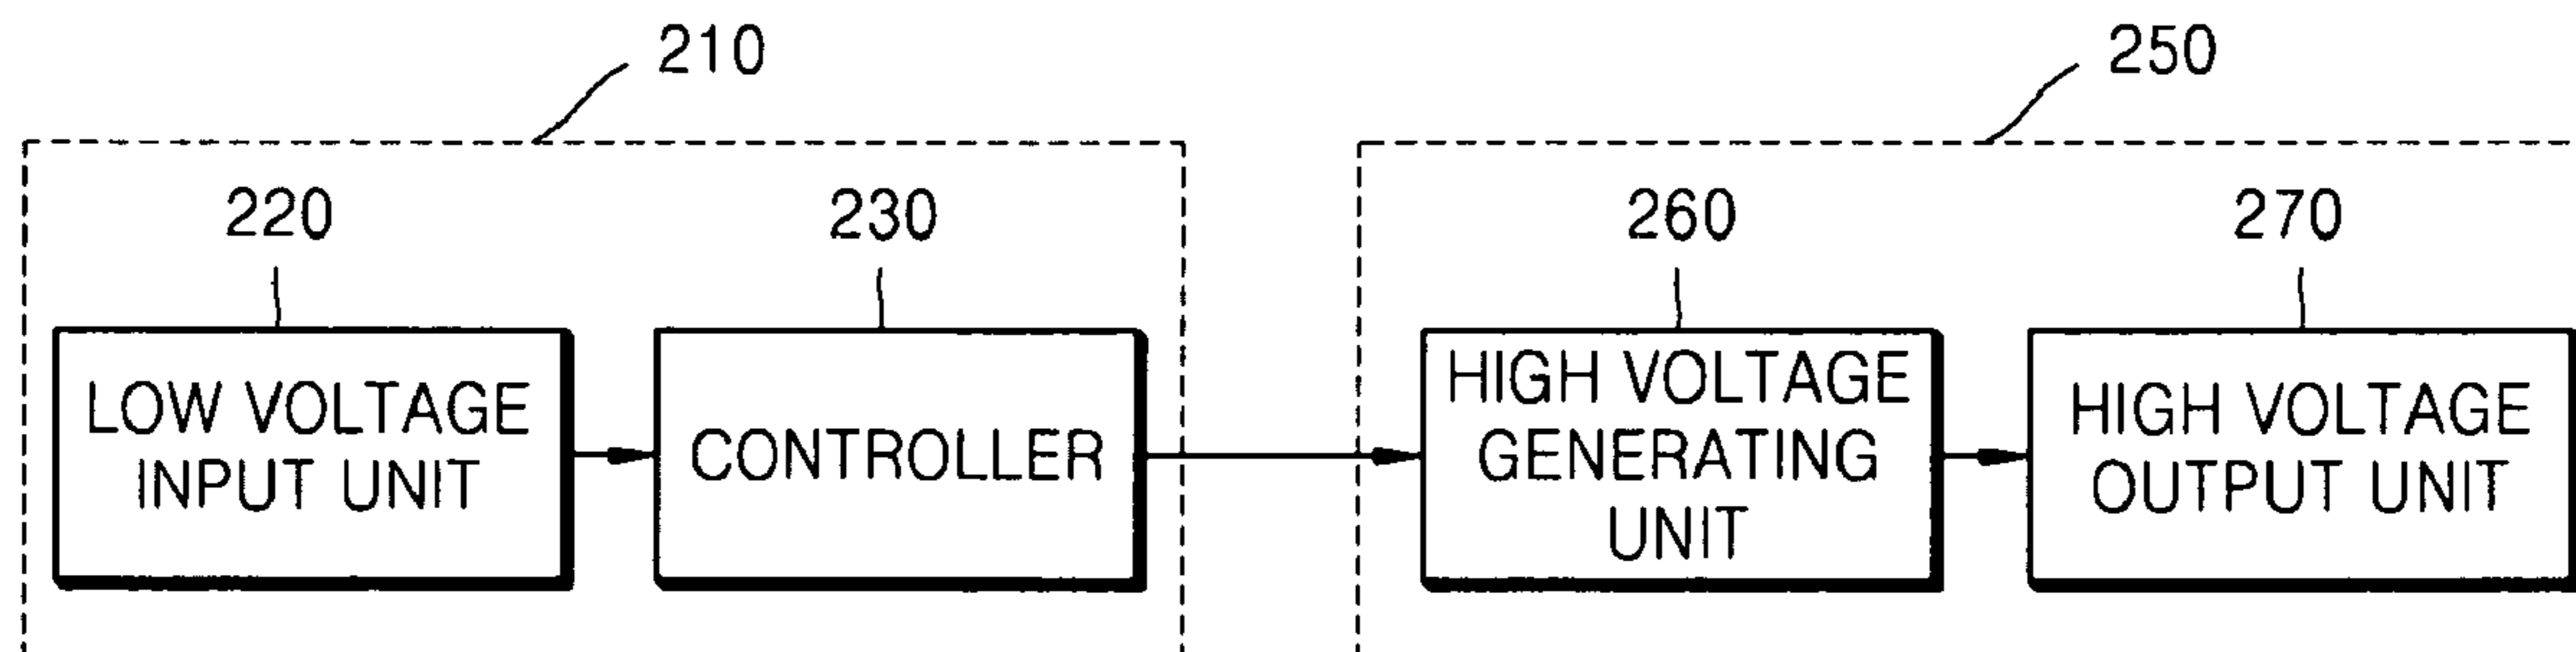 210
250
220
230
260
270
LOW VOLTAGE
INPUT UNIT
CONTROLLER
HIGH VOLTAGE
GENERATING
UNIT
HIGH VOLTAGE
OUTPUT UNIT